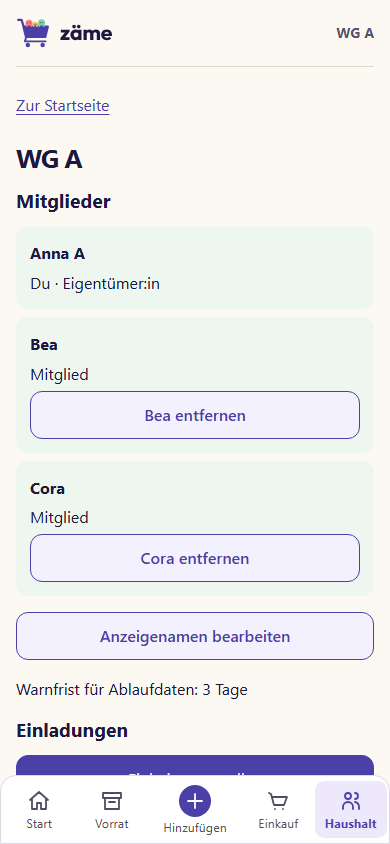 zäme
WG A
Zur Startseite
WG A
Mitglieder
Anna A
Du · Eigentümer:in
Bea
Mitglied
Bea entfernen
Cora
Mitglied
Cora entfernen
Anzeigenamen bearbeiten
Warnfrist für Ablaufdaten: 3 Tage
Einladungen
Start
Vorrat
Hinzufügen
Einkauf
Haushalt